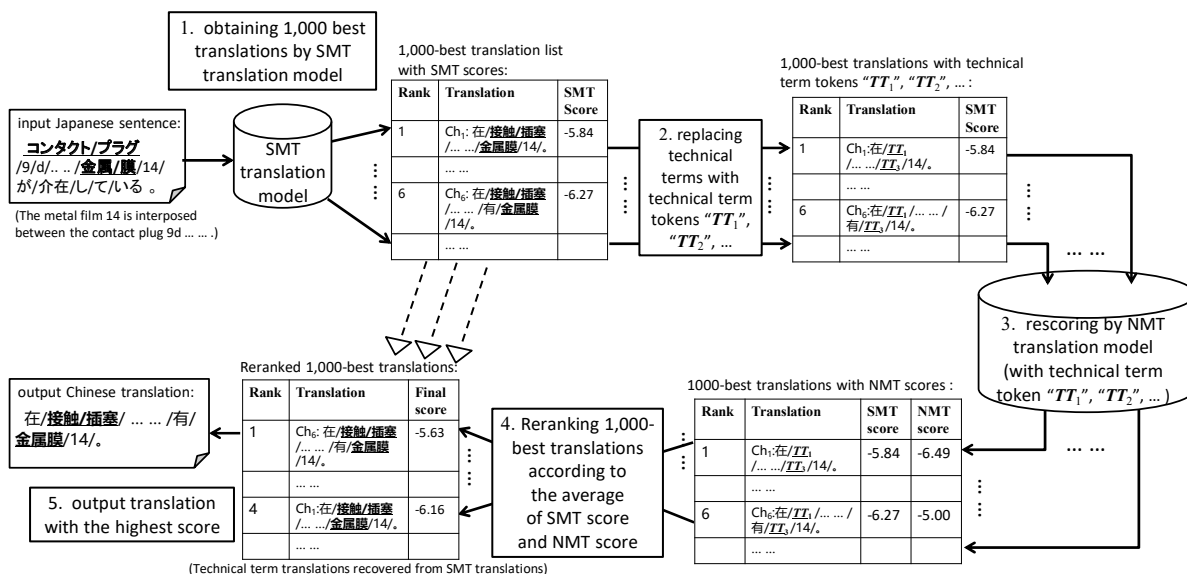 1. obtaining 1,000 best
translations by SMT
translation model
input Japanese sentence:
コンタクト/プラグ
/9/d/.. .. /金属/膜/14/
が/介在/し/て/いる 。
(The metal film 14 is interposed
between the contact plug 9d ... ... .)
SMT
translation
model
1,000-best translation list
with SMT scores:
Rank Translation SMT
Score
1 Ch1: 在/接触/插塞 -5.84
/... .../金属膜/14/。
... ...
6 Ch6: 在/接触/插塞 -6.27
/... ... /有/金属膜
/14/。
... ...
2. replacing
technical
terms with
technical term
tokens “TT1”,
“TT2”, ...
1,000-best translations with technical
term tokens “TT1”, “TT2”, ... :
Rank Translation SMT
Score
1 Ch1:在/TT1 -5.84
/... .../TT3/14/。
... ...
6 Ch6:在/TT1/... ... / -6.27
有/TT3/14/。
... ...
... ...
3. rescoring by NMT
translation model
(with technical term
token “TT1”, “TT2”, ... )
... ...
1000-best translations with NMT scores :
Rank Translation SMT NMT
score score
1 Ch1:在/TT1 -5.84 -6.49
/... .../TT3/14/。
... ...
6 Ch6:在/TT1/... ... / -6.27 -5.00
有/TT3/14/。
... ...
4. Reranking 1,000-
best translations
according to
the average
of SMT score
and NMT score
Reranked 1,000-best translations:
Rank Translation Final
score
1 Ch6: 在/接触/插塞 -5.63
/... ... /有/金属膜
/14/。
... ...
4 Ch1:在/接触/插塞 -6.16
/... .../金属膜/14/。
... ...
(Technical term translations recovered from SMT translations)
output Chinese translation:
在/接触/插塞/ ... ... /有/
金属膜/14/。
5. output translation
with the highest score